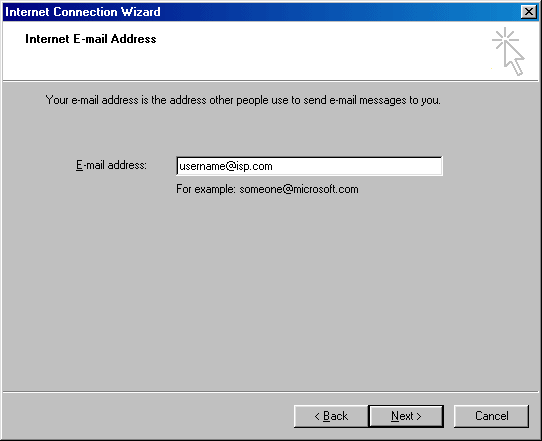 Internet Connection Wizard
Internet E-mail Address
Your e-mail address is the address other people use to send e-mail messages to you.
E-mail address: username@isp.com
For example: someone@microsoft.com
< Back Next > Cancel